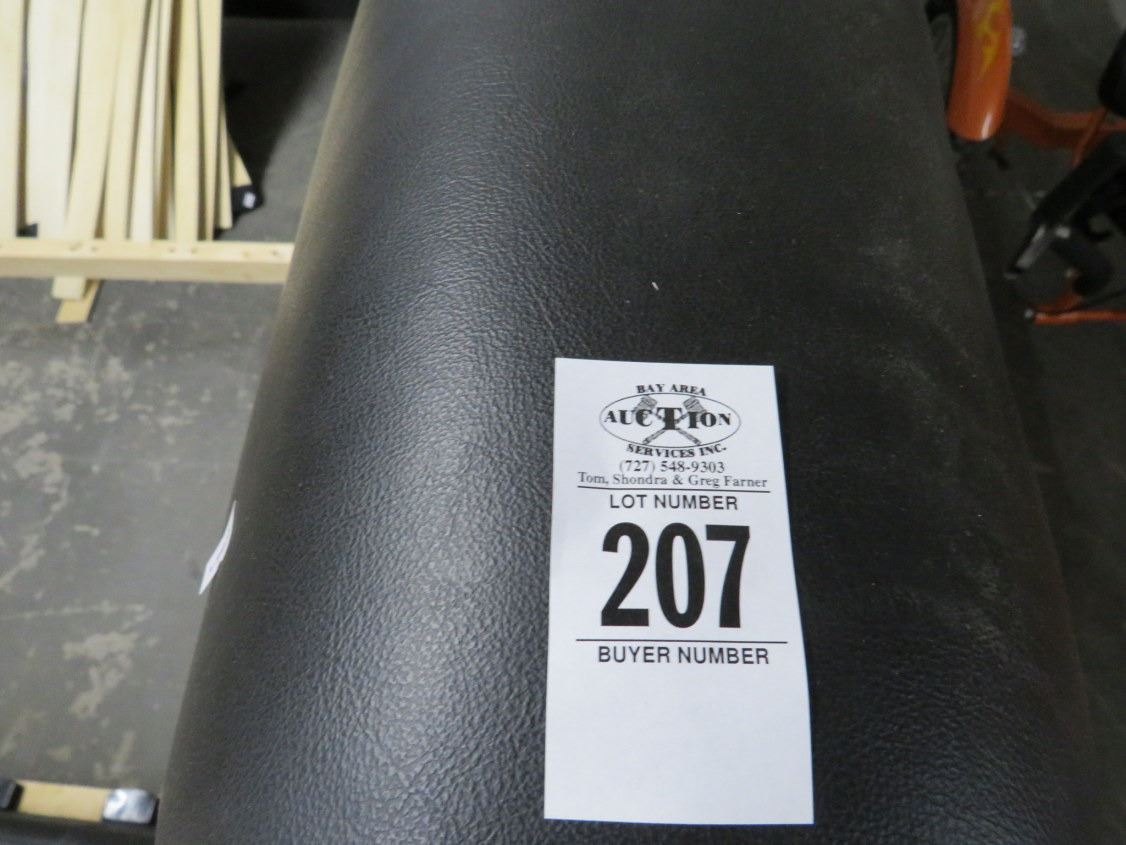 BAY AREA
AUCTION
SERVICES INC.
(727) 548-9303
Tom, Shondra & Greg Farner
LOT NUMBER
207
BUYER NUMBER